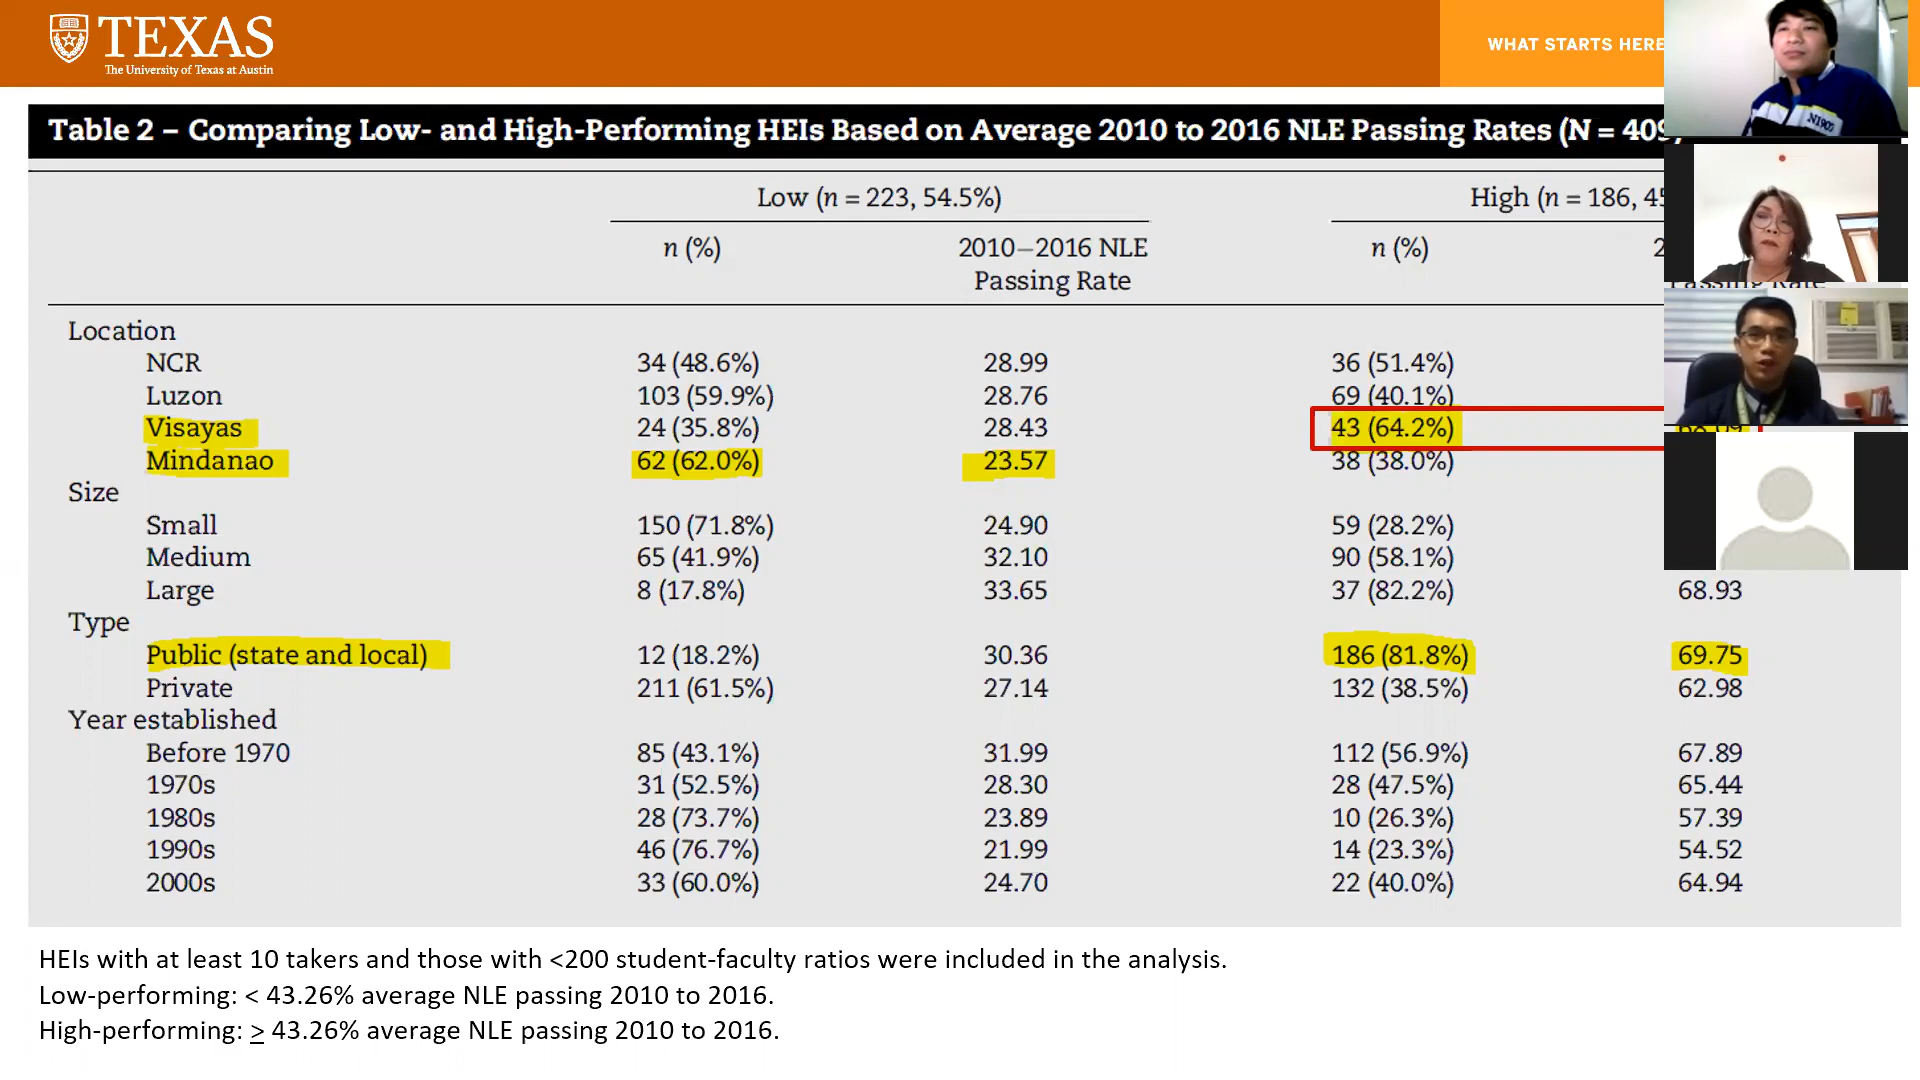 TEXAS
The University of Texas at Austin
WHAT STARTS HERE
Table 2 – Comparing Low- and High-Performing HEIs Based on Average 2010 to 2016 NLE Passing Rates (N = 409)
Low (n = 223, 54.5%) High (n = 186, 45
n (%) 2010–2016 NLE n (%) 2
Passing Rate Passing Rate
Location
NCR 34 (48.6%) 28.99 36 (51.4%)
Luzon 103 (59.9%) 28.76 69 (40.1%)
Visayas 24 (35.8%) 28.43 43 (64.2%)
Mindanao 62 (62.0%) 23.57 38 (38.0%)
Size
Small 150 (71.8%) 24.90 59 (28.2%)
Medium 65 (41.9%) 32.10 90 (58.1%)
Large 8 (17.8%) 33.65 37 (82.2%) 68.93
Type
Public (state and local) 12 (18.2%) 30.36 186 (81.8%) 69.75
Private 211 (61.5%) 27.14 132 (38.5%) 62.98
Year established
Before 1970 85 (43.1%) 31.99 112 (56.9%) 67.89
1970s 31 (52.5%) 28.30 28 (47.5%) 65.44
1980s 28 (73.7%) 23.89 10 (26.3%) 57.39
1990s 46 (76.7%) 21.99 14 (23.3%) 54.52
2000s 33 (60.0%) 24.70 22 (40.0%) 64.94
HEIs with at least 10 takers and those with <200 student-faculty ratios were included in the analysis.
Low-performing: < 43.26% average NLE passing 2010 to 2016.
High-performing: > 43.26% average NLE passing 2010 to 2016.